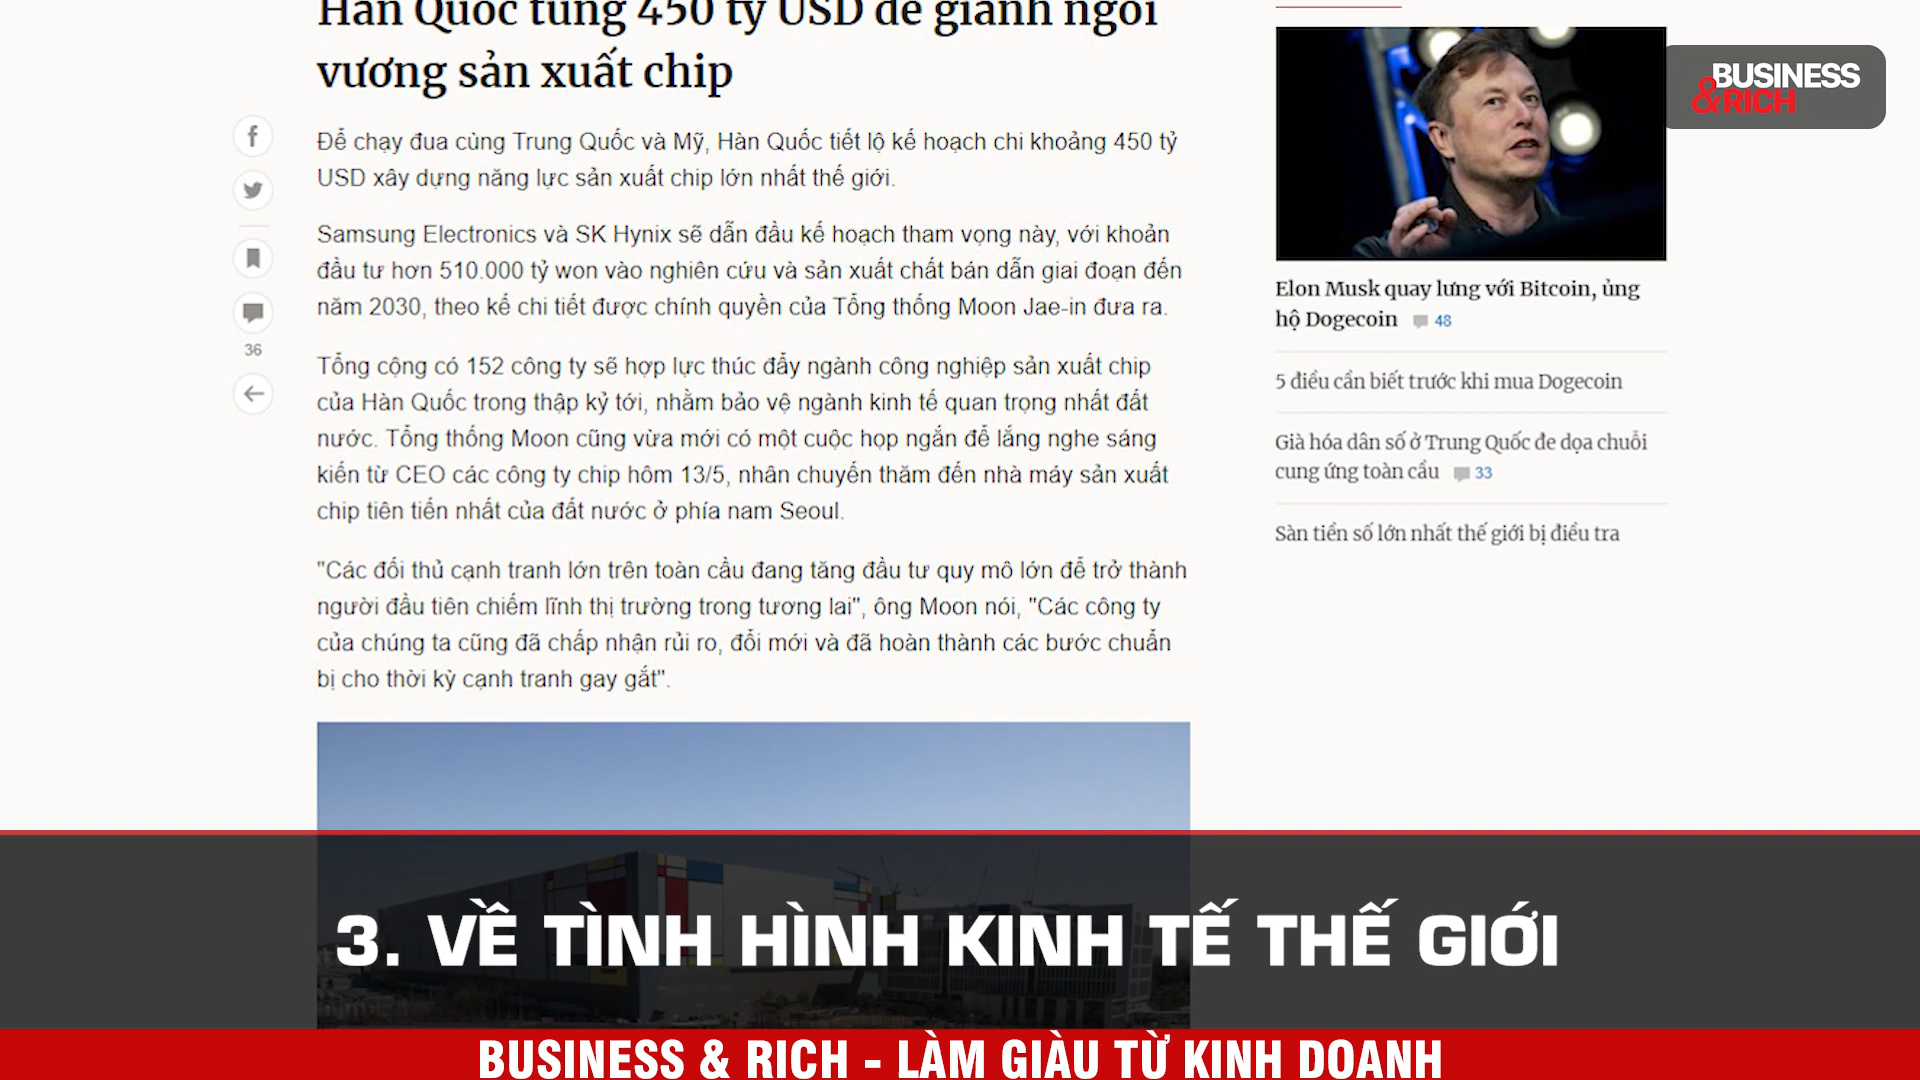 Hàn Quốc tung 450 tỷ USD để giành ngôi
vương sản xuất chip
Để chạy đua cùng Trung Quốc và Mỹ, Hàn Quốc tiết lộ kế hoạch chi khoảng 450 tỷ
USD xây dựng năng lực sản xuất chip lớn nhất thế giới.
Samsung Electronics và SK Hynix sẽ dẫn đầu kế hoạch tham vọng này, với khoản
đầu tư hơn 510.000 tỷ won vào nghiên cứu và sản xuất chất bán dẫn giai đoạn đến
năm 2030, theo kế chi tiết được chính quyền của Tổng thống Moon Jae-in đưa ra.
36
Tổng cộng có 152 công ty sẽ hợp lực thúc đẩy ngành công nghiệp sản xuất chip
của Hàn Quốc trong thập kỷ tới, nhằm bảo vệ ngành kinh tế quan trọng nhất đất
nước. Tổng thống Moon cũng vừa mới có một cuộc họp ngắn để lắng nghe sáng
kiến từ CEO các công ty chip hôm 13/5, nhân chuyến thăm đến nhà máy sản xuất
chip tiên tiến nhất của đất nước ở phía nam Seoul.
"Các đối thủ cạnh tranh lớn trên toàn cầu đang tăng đầu tư quy mô lớn để trở thành
người đầu tiên chiếm lĩnh thị trường trong tương lai", ông Moon nói, "Các công ty
của chúng ta cũng đã chấp nhận rủi ro, đổi mới và đã hoàn thành các bước chuẩn
bị cho thời kỳ cạnh tranh gay gắt".
BUSINESS
&RICH
Elon Musk quay lưng với Bitcoin, ủng
hộ Dogecoin 48
5 điều cần biết trước khi mua Dogecoin
Già hóa dân số ở Trung Quốc đe dọa chuỗi
cung ứng toàn cầu 33
Sàn tiền số lớn nhất thế giới bị điều tra
3. VỀ TÌNH HÌNH KINH TẾ THẾ GIỚI
BUSINESS & RICH - LÀM GIÀU TỪ KINH DOANH